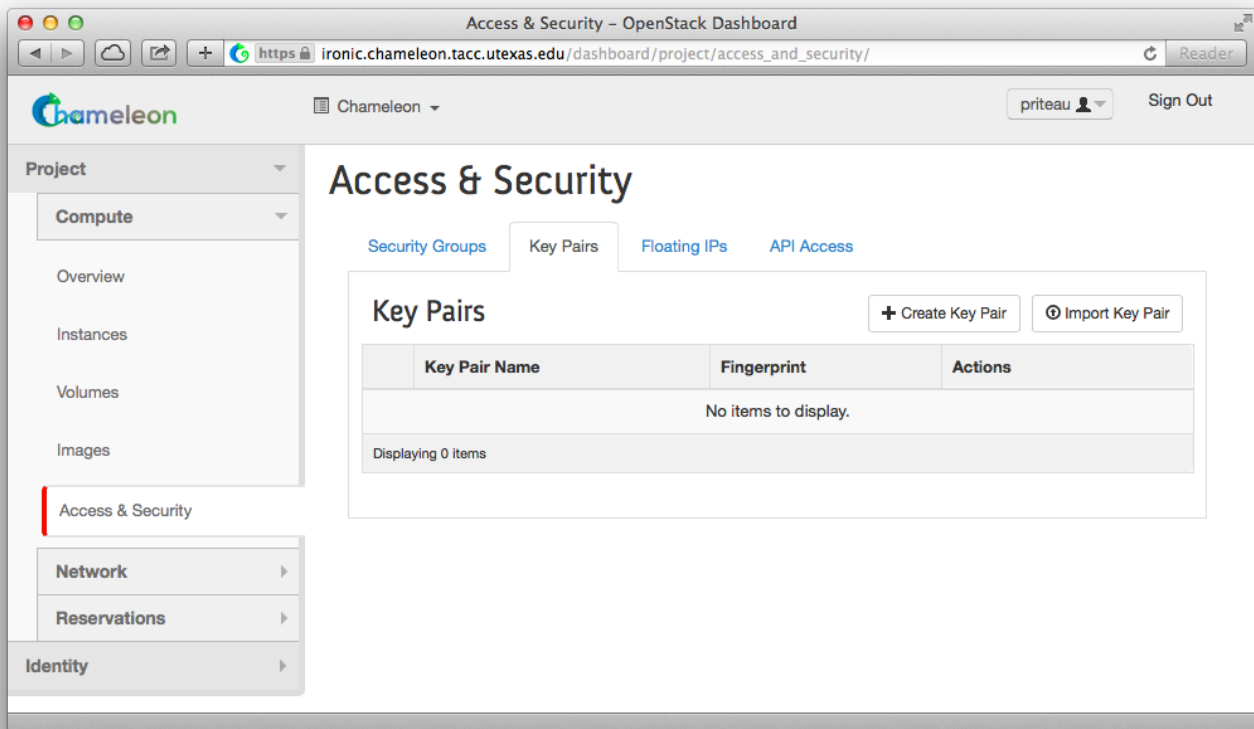 Access & Security – OpenStack Dashboard
https ironic.chameleon.tacc.utexas.edu/dashboard/project/access_and_security/ Reader
Chameleon Chameleon priteau Sign Out
Project
Compute
Overview
Instances
Volumes
Images
Access & Security
Network
Reservations
Identity
Access & Security
Security Groups Key Pairs Floating IPs API Access
Key Pairs + Create Key Pair Import Key Pair
Key Pair Name Fingerprint Actions
No items to display.
Displaying 0 items